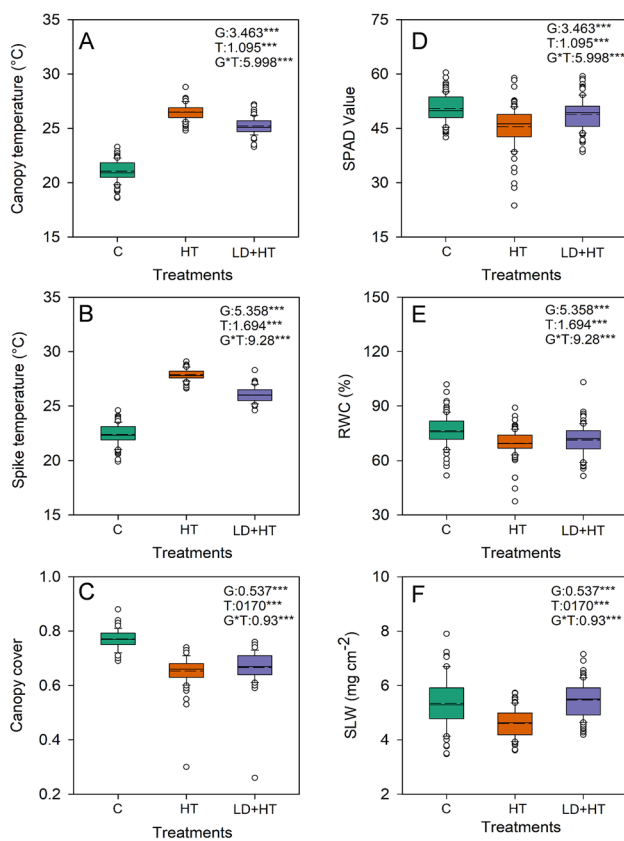 A
G:3.463***
T:1.095***
G*T:5.998***
Canopy temperature (°C)
35
30
25
20
15
C HT LD+HT
Treatments
D
G:3.463***
T:1.095***
G*T:5.998***
SPAD Value
75
60
45
30
15
C HT LD+HT
Treatments
B
G:5.358***
T:1.694***
G*T:9.28***
Spike temperature (°C)
35
31
27
23
19
15
C HT LD+HT
Treatments
E
G:5.358***
T:1.694***
G*T:9.28***
RWC (%)
150
120
90
60
30
C HT LD+HT
Treatments
C
G:0.537***
T:0170***
G*T:0.93***
Canopy cover
1.0
0.8
0.6
0.4
0.2
C HT LD+HT
Treatments
F
G:0.537***
T:0170***
G*T:0.93***
SLW (mg cm-2)
10
8
6
4
2
C HT LD+HT
Treatments